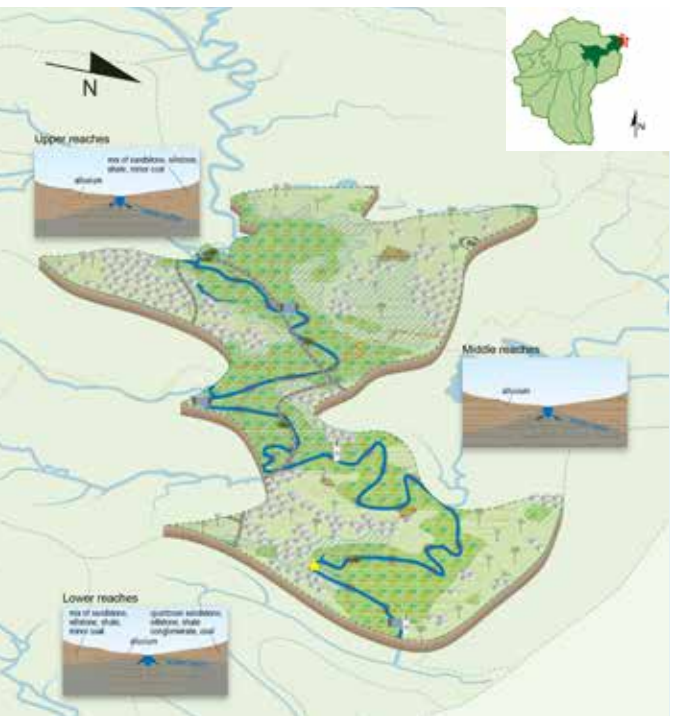 N
N
Upper reaches
mix of sandstone, siltstone,
shale, minor coal
alluvium
Middle reaches
alluvium
Lower reaches
mix of sandstone,
siltstone, shale,
minor coal
quartzose sandstone,
siltstone, shale
conglomerate, coal
alluvium